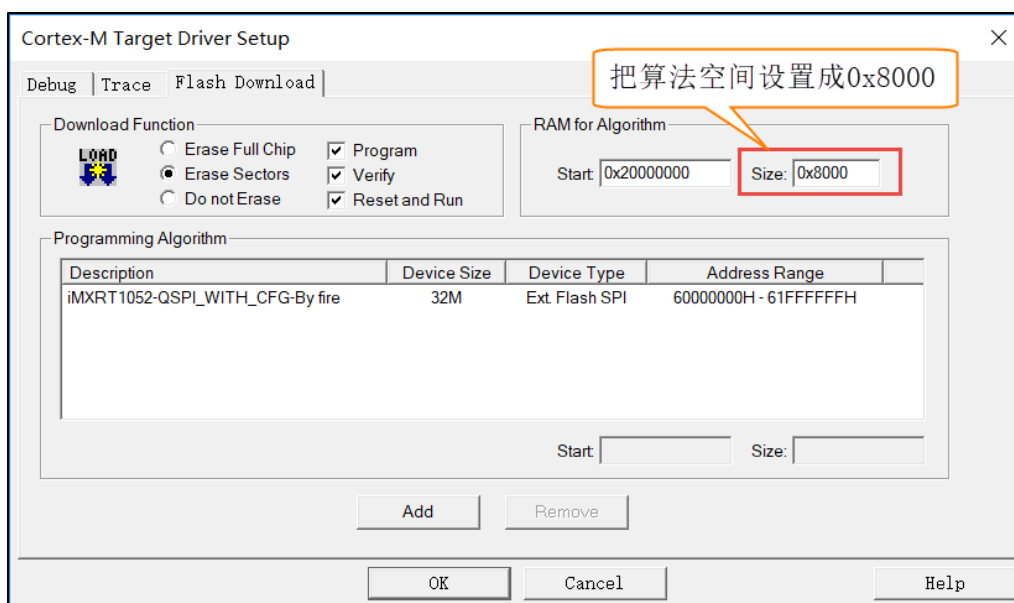 Cortex-M Target Driver Setup
把算法空间设置成0x8000
Debug Trace Flash Download
Download Function
RAM for Algorithm
LOAD
Erase Full Chip Program
Erase Sectors Verify
Do not Erase Reset and Run
Start: 0x20000000 Size: 0x8000
Programming Algorithm
Description Device Size Device Type Address Range
iMXRT1052-QSPI_WITH_CFG-By fire 32M Ext. Flash SPI 60000000H - 61FFFFFFH
Start: Size:
Add Remove
OK Cancel Help